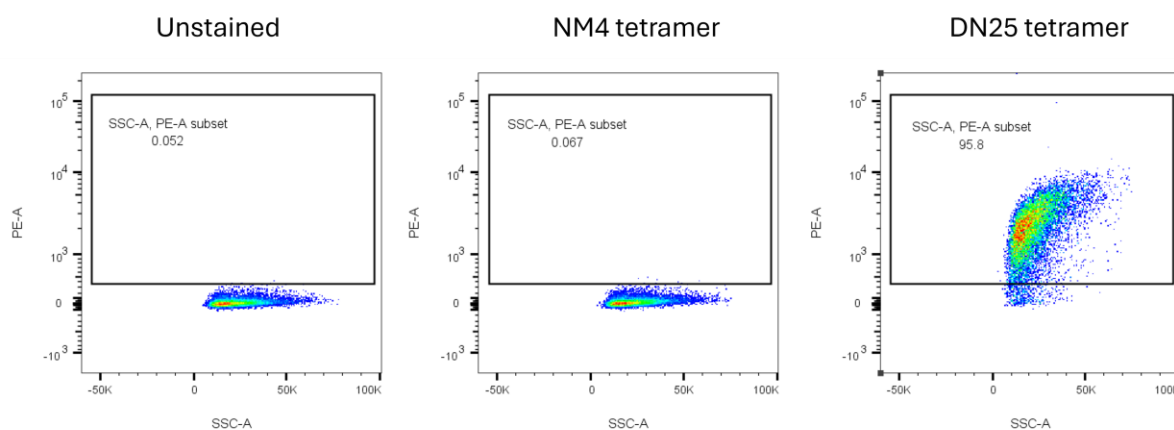 Unstained
NM4 tetramer
DN25 tetramer
SSC-A, PE-A subset
0.052
10^5
10^4
10^3
0
-10^3
PE-A
-50K
0
50K
100K
SSC-A
SSC-A, PE-A subset
0.067
10^5
10^4
10^3
0
-10^3
PE-A
-50K
0
50K
100K
SSC-A
SSC-A, PE-A subset
95.8
10^5
10^4
10^3
0
-10^3
PE-A
-50K
0
50K
SSC-A